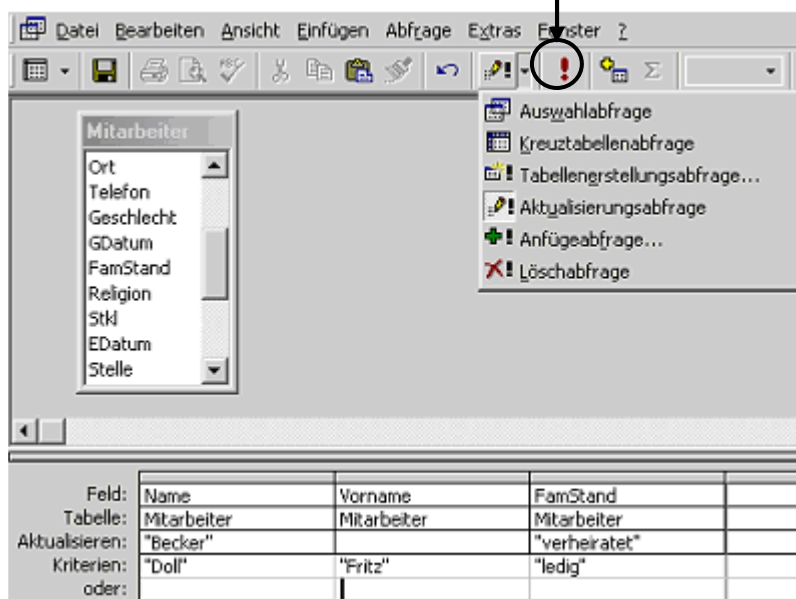 Datei Bearbeiten Ansicht Einfügen Abfrage Extras Fenster ?
Mitarbeiter
Ort
Telefon
Geschlecht
GDatum
FamStand
Religion
Stkl
EDatum
Stelle
Auswahlabfrage
Kreuztabellenabfrage
Tabellenerstellungsabfrage...
Aktualisierungsabfrage
Anfügeabfrage...
Löschabfrage
Feld: Name Vorname FamStand
Tabelle: Mitarbeiter Mitarbeiter Mitarbeiter
Aktualisieren: "Becker" "verheiratet"
Kriterien: "Doll" "Fritz" "ledig"
oder: